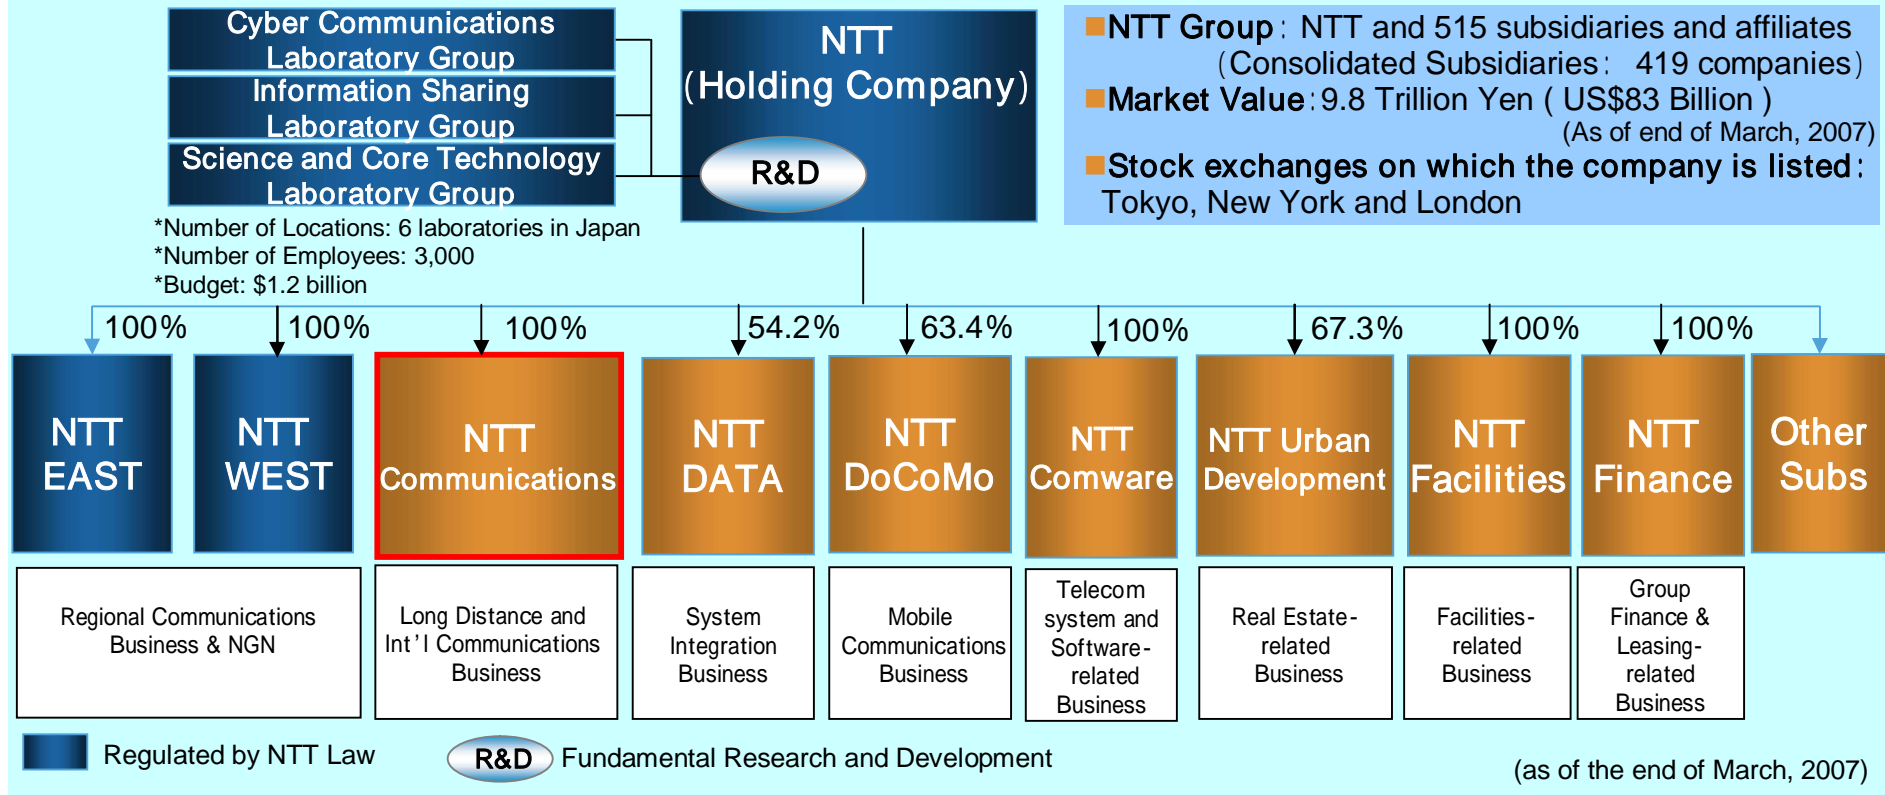 Cyber Communications
Laboratory Group
Information Sharing
Laboratory Group
Science and Core Technology
Laboratory Group
*Number of Locations: 6 laboratories in Japan
*Number of Employees: 3,000
*Budget: $1.2 billion
NTT
(Holding Company)
R&D
NTT Group: NTT and 515 subsidiaries and affiliates
(Consolidated Subsidiaries: 419 companies)
Market Value: 9.8 Trillion Yen ( US$83 Billion )
(As of end of March, 2007)
Stock exchanges on which the company is listed:
Tokyo, New York and London
100%
100%
100%
54.2%
63.4%
100%
67.3%
100%
100%
NTT
EAST
NTT
WEST
NTT
Communications
NTT
DATA
NTT
DoCoMo
NTT
Comware
NTT Urban
Development
NTT
Facilities
NTT
Finance
Other
Subs
Regional Communications
Business & NGN
Long Distance and
Int'l Communications
Business
System
Integration
Business
Mobile
Communications
Business
Telecom
system and
Software-
related
Business
Real Estate-
related
Business
Facilities-
related
Business
Group
Finance &
Leasing-
related
Business
Regulated by NTT Law
R&D
Fundamental Research and Development
(as of the end of March, 2007)